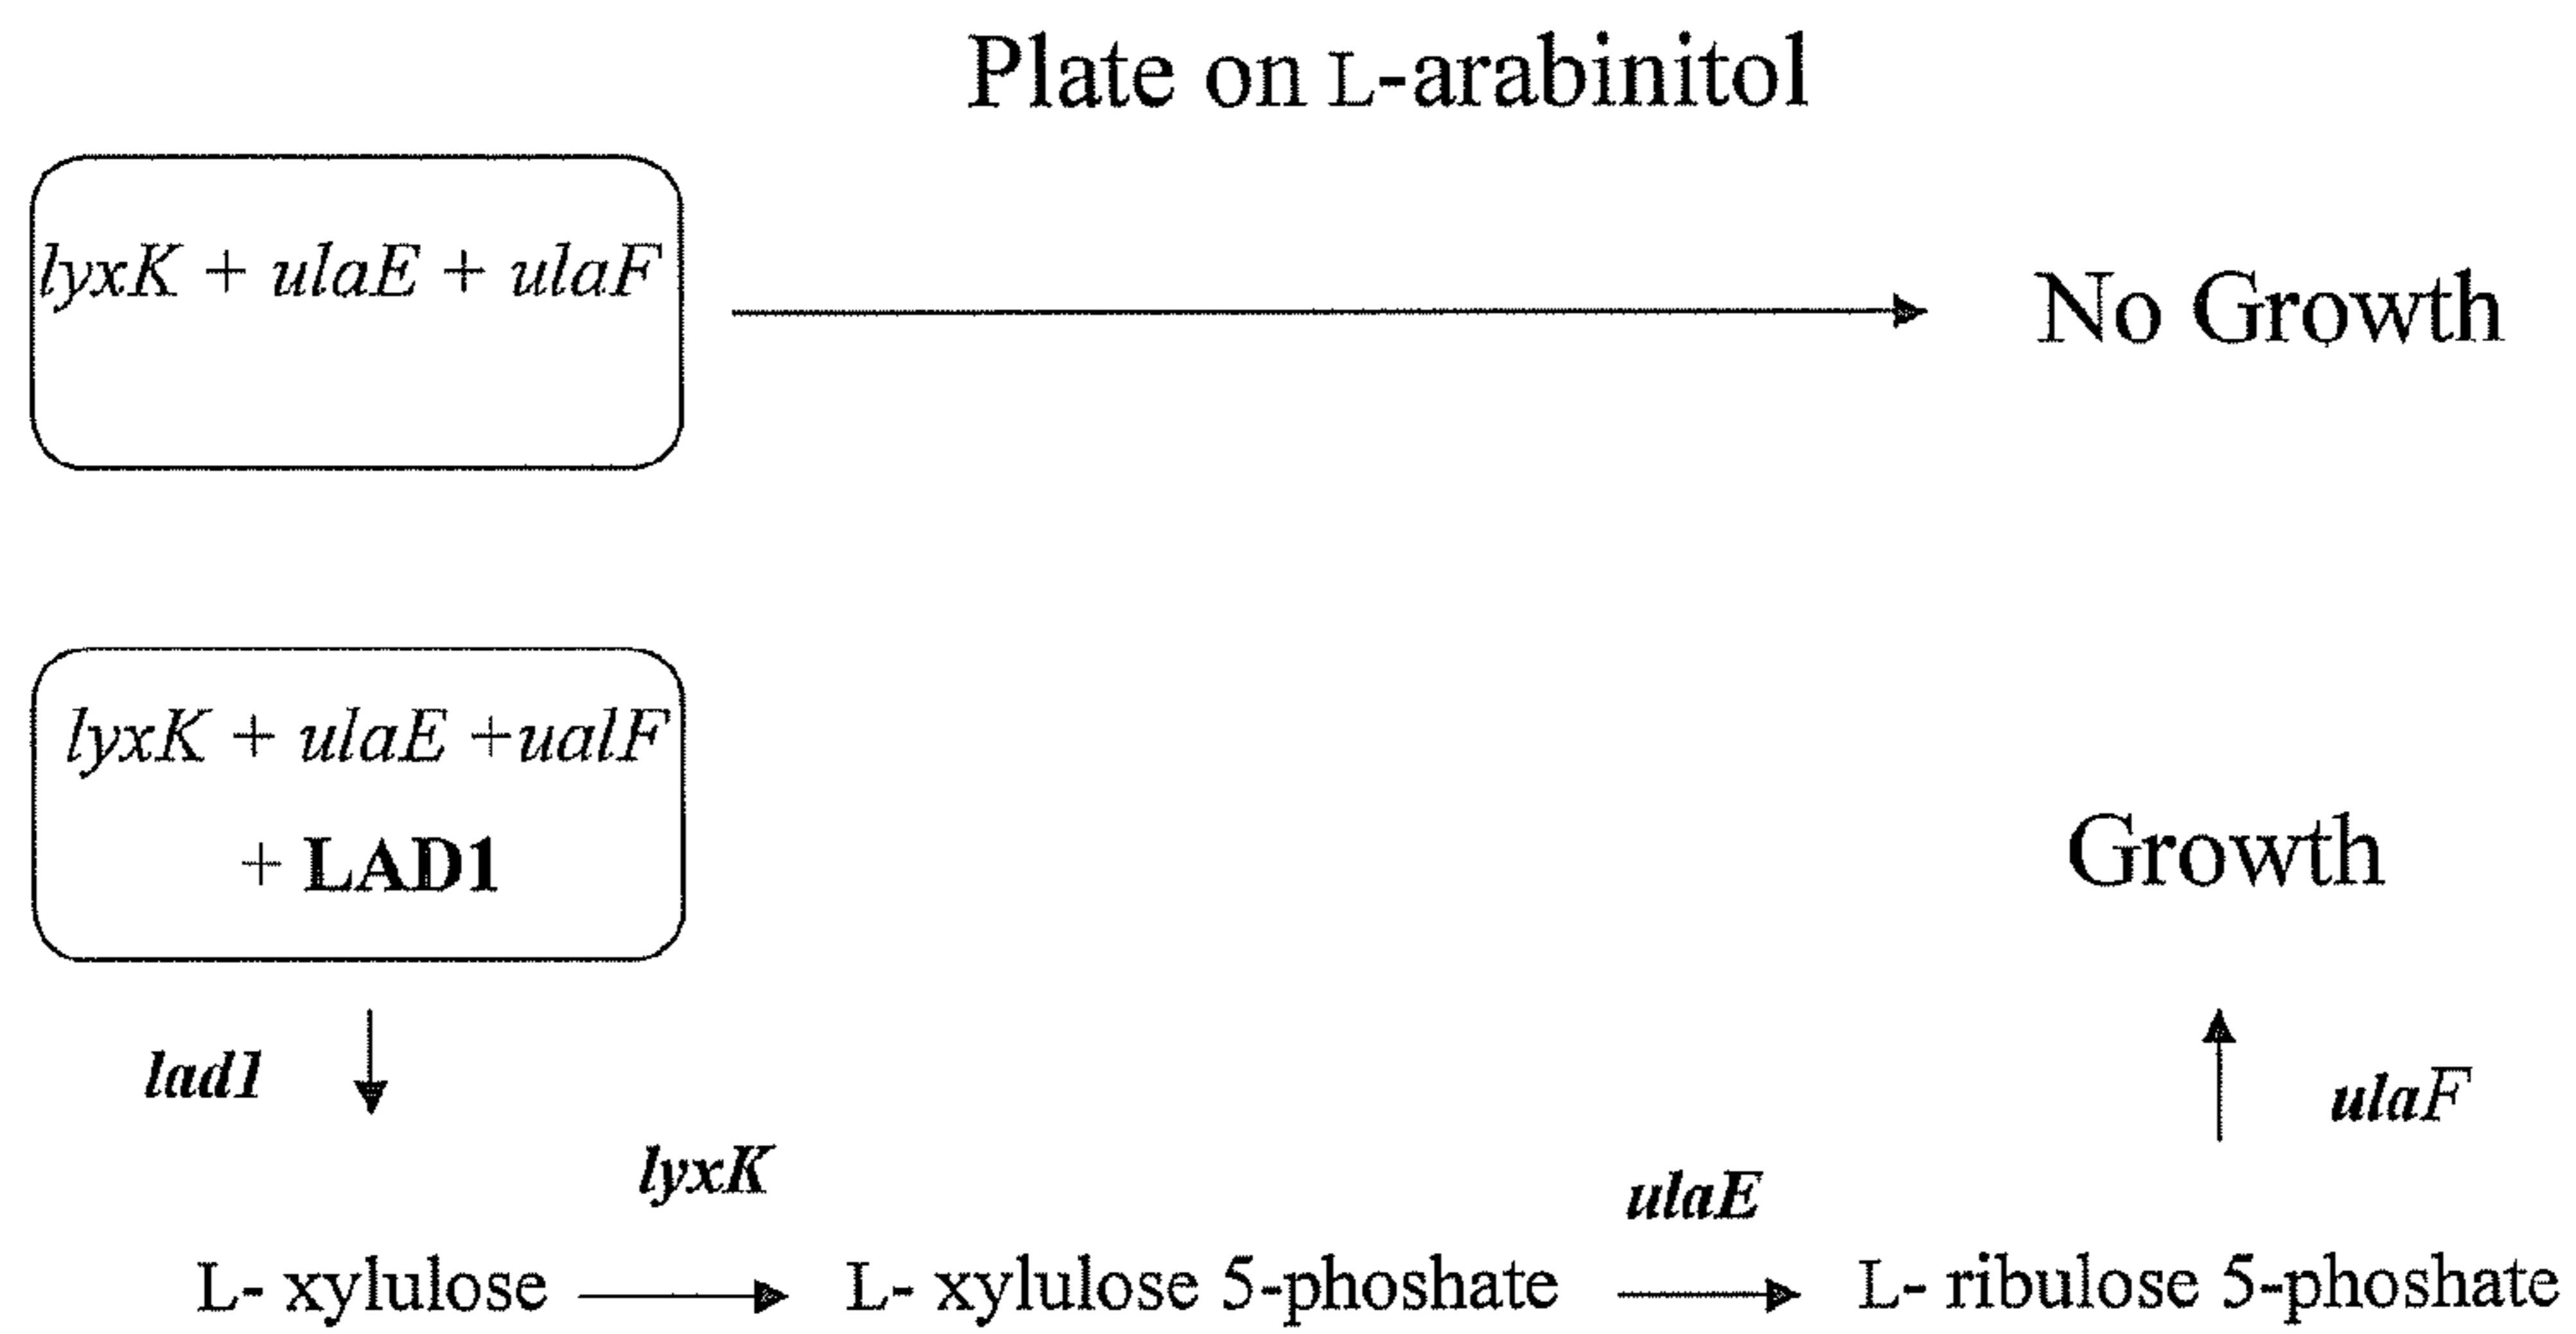 Plate on L-arabinitol
lyxK + ulaE + ulaF
No Growth
lyxK + ulaE +ualF
+ LAD1
Growth
lad1
ulaF
lyxK
ulaE
L- xylulose
L- xylulose 5-phoshate
L- ribulose 5-phoshate